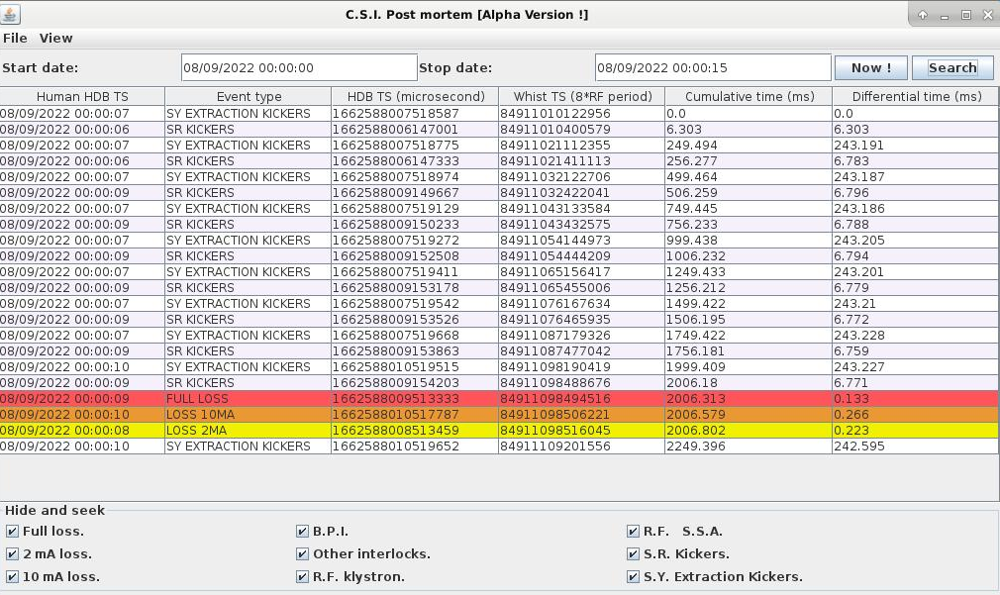 C.S.I. Post mortem [Alpha Version !]
File View
Start date: 08/09/2022 00:00:00 Stop date: 08/09/2022 00:00:15 Now ! Search
Human HDB TS Event type HDB TS (microsecond) Whist TS (8*RF period) Cumulative time (ms) Differential time (ms)
08/09/2022 00:00:07 SY EXTRACTION KICKERS 1662588007518587 84911010122956 0.0 0.0
08/09/2022 00:00:06 SR KICKERS 1662588006147001 84911010400579 6.303 6.303
08/09/2022 00:00:07 SY EXTRACTION KICKERS 1662588007518775 84911021112355 249.494 243.191
08/09/2022 00:00:06 SR KICKERS 1662588006147333 84911021411113 256.277 6.783
08/09/2022 00:00:07 SY EXTRACTION KICKERS 1662588007518974 84911032122706 499.464 243.187
08/09/2022 00:00:09 SR KICKERS 1662588009149667 84911032422041 506.259 6.796
08/09/2022 00:00:07 SY EXTRACTION KICKERS 1662588007519129 84911043133584 749.445 243.186
08/09/2022 00:00:09 SR KICKERS 1662588009150233 84911043432575 756.233 6.788
08/09/2022 00:00:07 SY EXTRACTION KICKERS 1662588007519272 84911054144973 999.438 243.205
08/09/2022 00:00:09 SR KICKERS 1662588009152508 84911054444209 1006.232 6.794
08/09/2022 00:00:07 SY EXTRACTION KICKERS 1662588007519411 84911065156417 1249.433 243.201
08/09/2022 00:00:09 SR KICKERS 1662588009153178 84911065455006 1256.212 6.779
08/09/2022 00:00:07 SY EXTRACTION KICKERS 1662588007519542 84911076167634 1499.422 243.21
08/09/2022 00:00:09 SR KICKERS 1662588009153526 84911076465935 1506.195 6.772
08/09/2022 00:00:07 SY EXTRACTION KICKERS 1662588007519668 84911087179326 1749.422 243.228
08/09/2022 00:00:09 SR KICKERS 1662588009153863 84911087477042 1756.181 6.759
08/09/2022 00:00:10 SY EXTRACTION KICKERS 1662588010519515 84911098190419 1999.409 243.227
08/09/2022 00:00:09 SR KICKERS 1662588009154203 84911098488676 2006.18 6.771
08/09/2022 00:00:09 FULL LOSS 1662588009513333 84911098494516 2006.313 0.133
08/09/2022 00:00:10 LOSS 10MA 1662588010517787 84911098506221 2006.579 0.266
08/09/2022 00:00:08 LOSS 2MA 1662588008513459 84911098516045 2006.802 0.223
08/09/2022 00:00:10 SY EXTRACTION KICKERS 1662588010519652 84911109201556 2249.396 242.595
Hide and seek
Full loss. B.P.I. R.F. S.S.A.
2 mA loss. Other interlocks. S.R. Kickers.
10 mA loss. R.F. klystron. S.Y. Extraction Kickers.